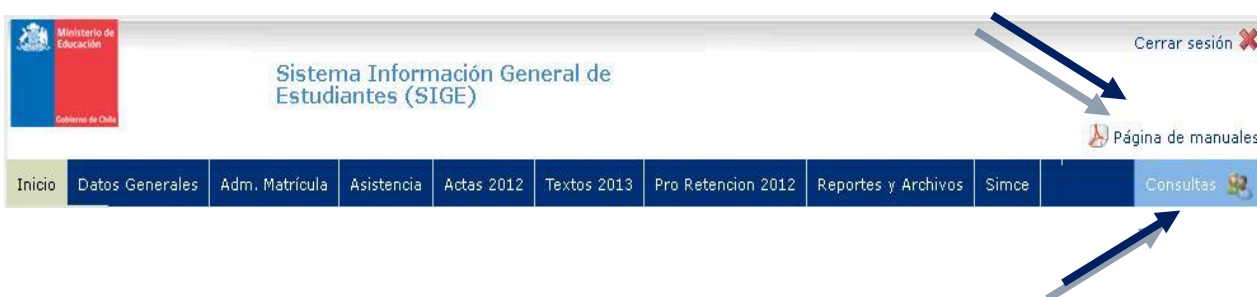 Ministerio de
Educación
Gobierno de Chile
Cerrar sesión
Sistema Información General de
Estudiantes (SIGE)
Página de manuales
Inicio Datos Generales Adm. Matrícula Asistencia Actas 2012 Textos 2013 Pro Retencion 2012 Reportes y Archivos Simce Consultas